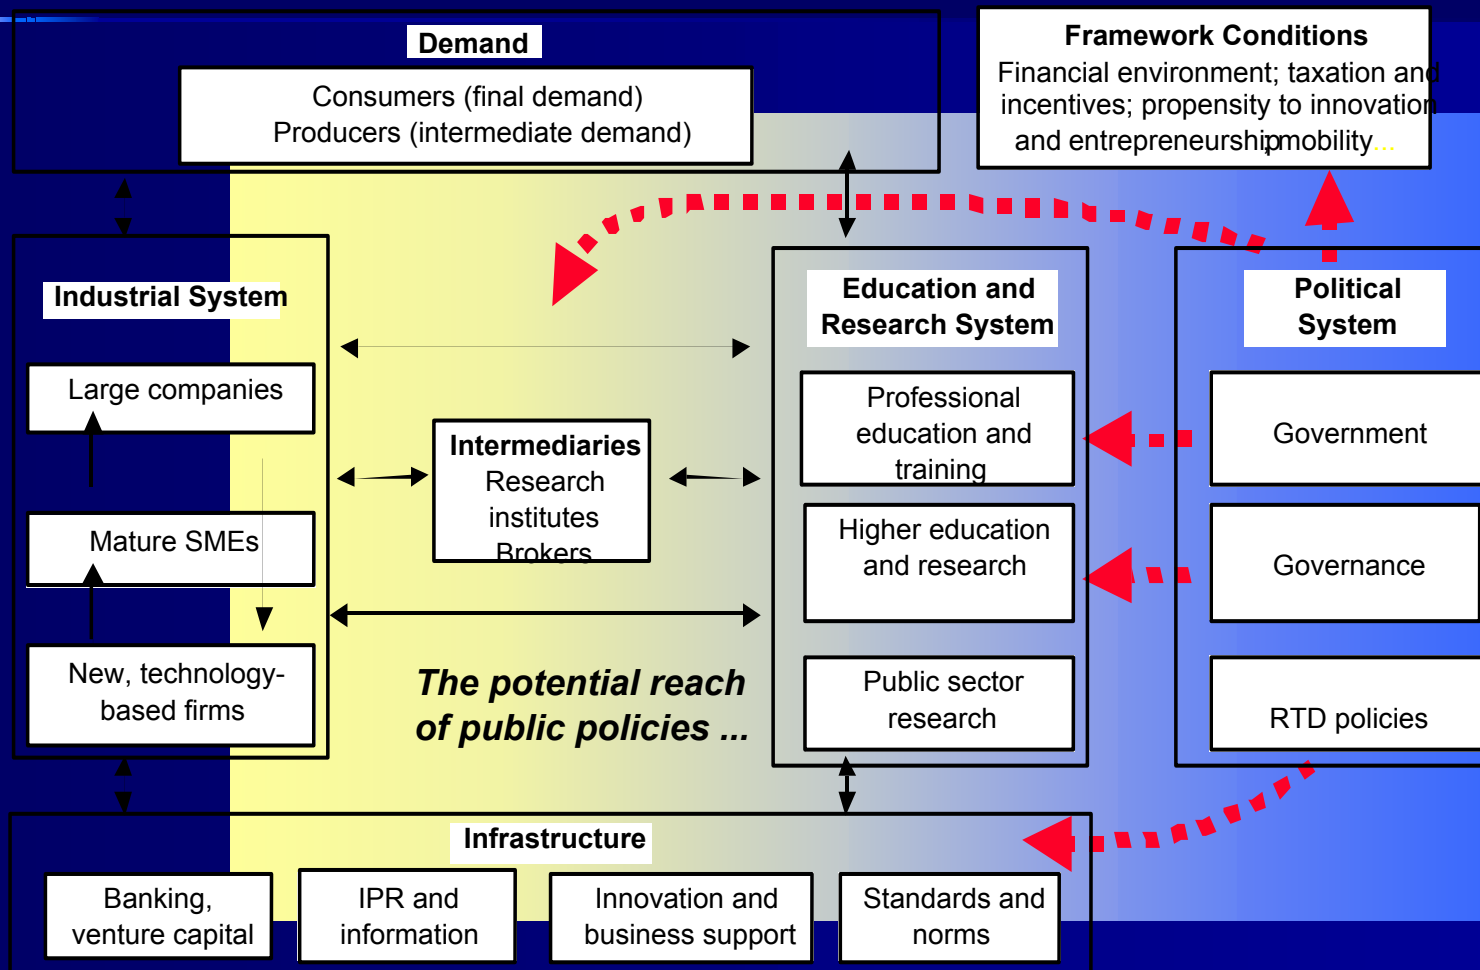 Demand
Consumers (final demand)
Producers (intermediate demand)
Framework Conditions
Financial environment; taxation and
incentives; propensity to innovation
and entrepreneurship; mobility...
Industrial System
Large companies
Mature SMEs
New, technology-
based firms
Intermediaries
Research
institutes
Brokers
The potential reach
of public policies ...
Education and
Research System
Professional
education and
training
Higher education
and research
Public sector
research
Political
System
Government
Governance
RTD policies
Infrastructure
Banking,
venture capital
IPR and
information
Innovation and
business support
Standards and
norms